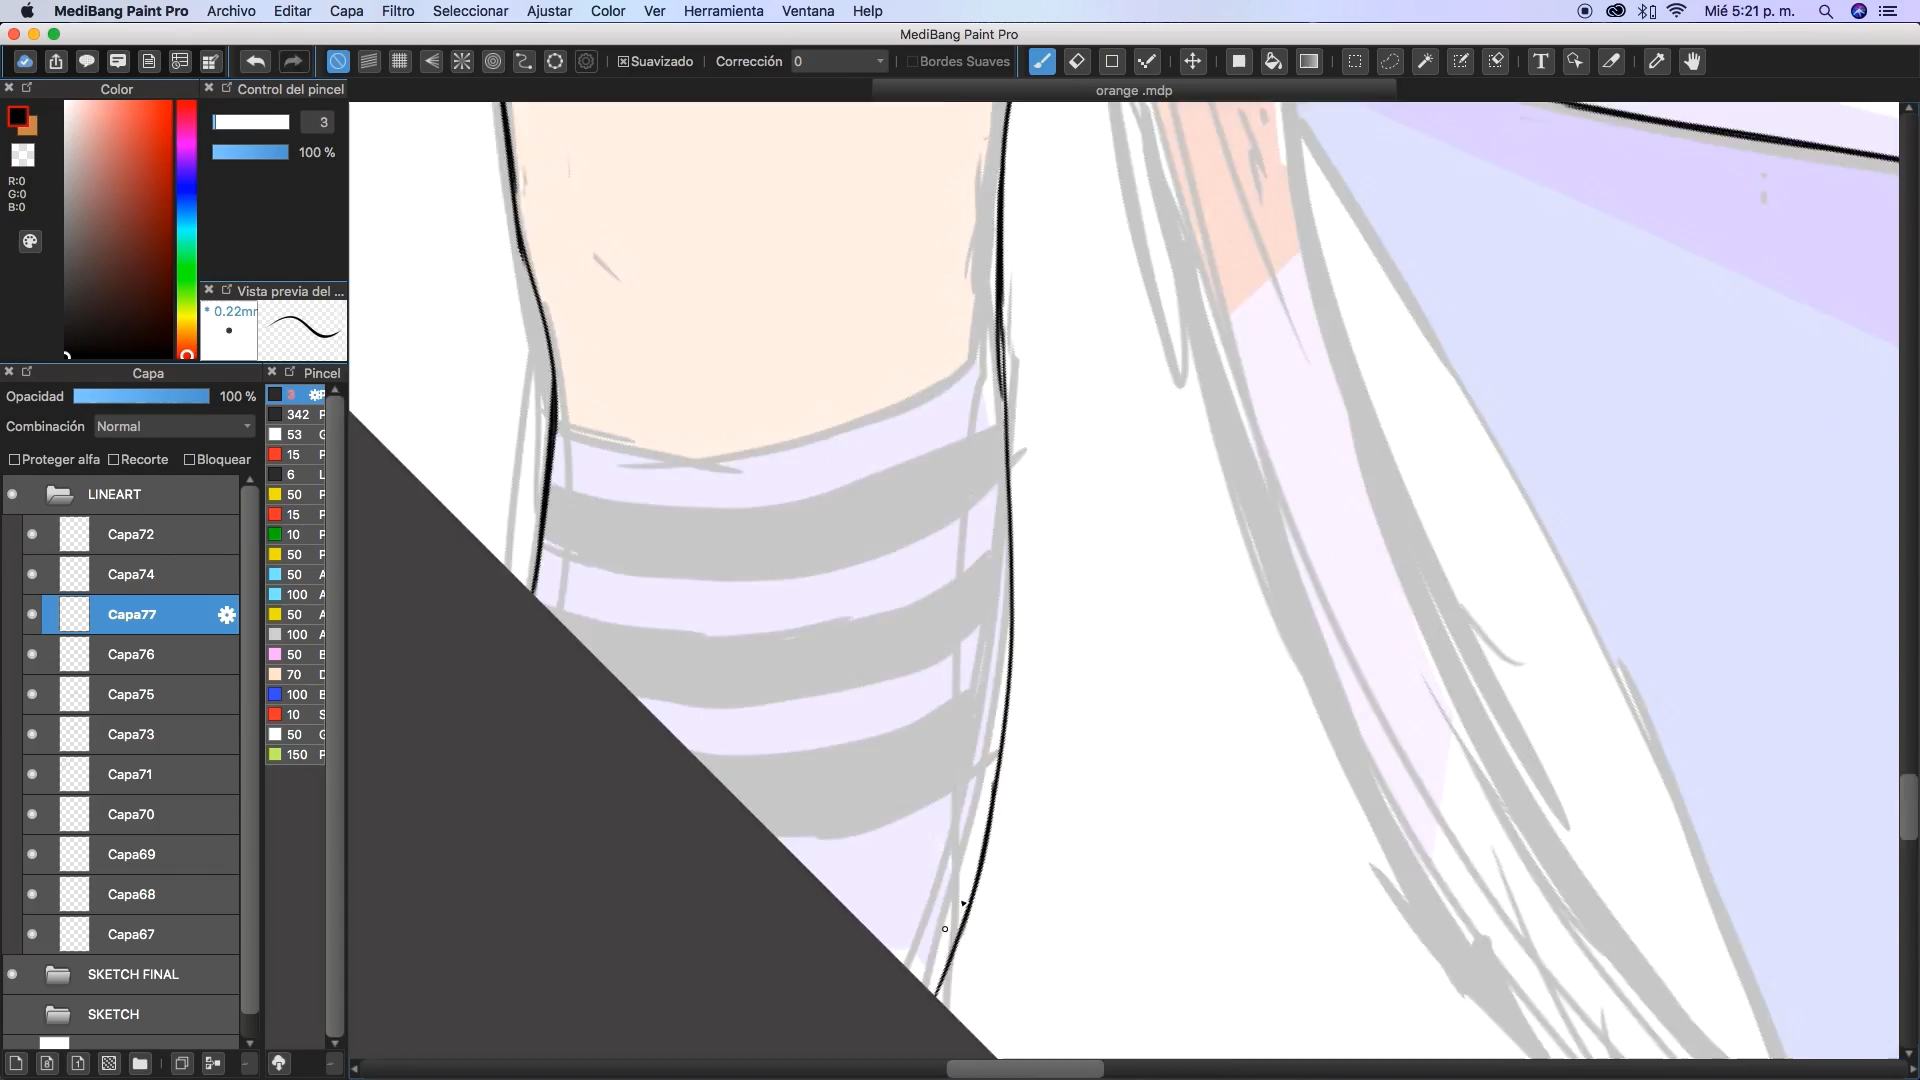 MediBang Paint Pro Archivo Editar Capa Filtro Seleccionar Ajustar Color Ver Herramienta Ventana Help Mié 5:21 p. m.
MediBang Paint Pro
Suavizado Corrección 0 Bordes Suaves T
Color Control del pincel orange .mdp
3
100 %
R:0
G:0
B:0
Vista previa del ...
* 0.22mm
Capa Pincel
Opacidad 100 %
Combinación Normal
Proteger alfa Recorte Bloquear
LINEART
Capa72
Capa74
Capa77
Capa76
Capa75
Capa73
Capa71
Capa70
Capa69
Capa68
Capa67
SKETCH FINAL
SKETCH
3 P
342 P
53 G
15 P
6 L
50 P
15 P
10 P
50 P
50 A
100 A
50 A
100 A
50 B
70 D
100 B
10 S
50 G
150 P
8 1